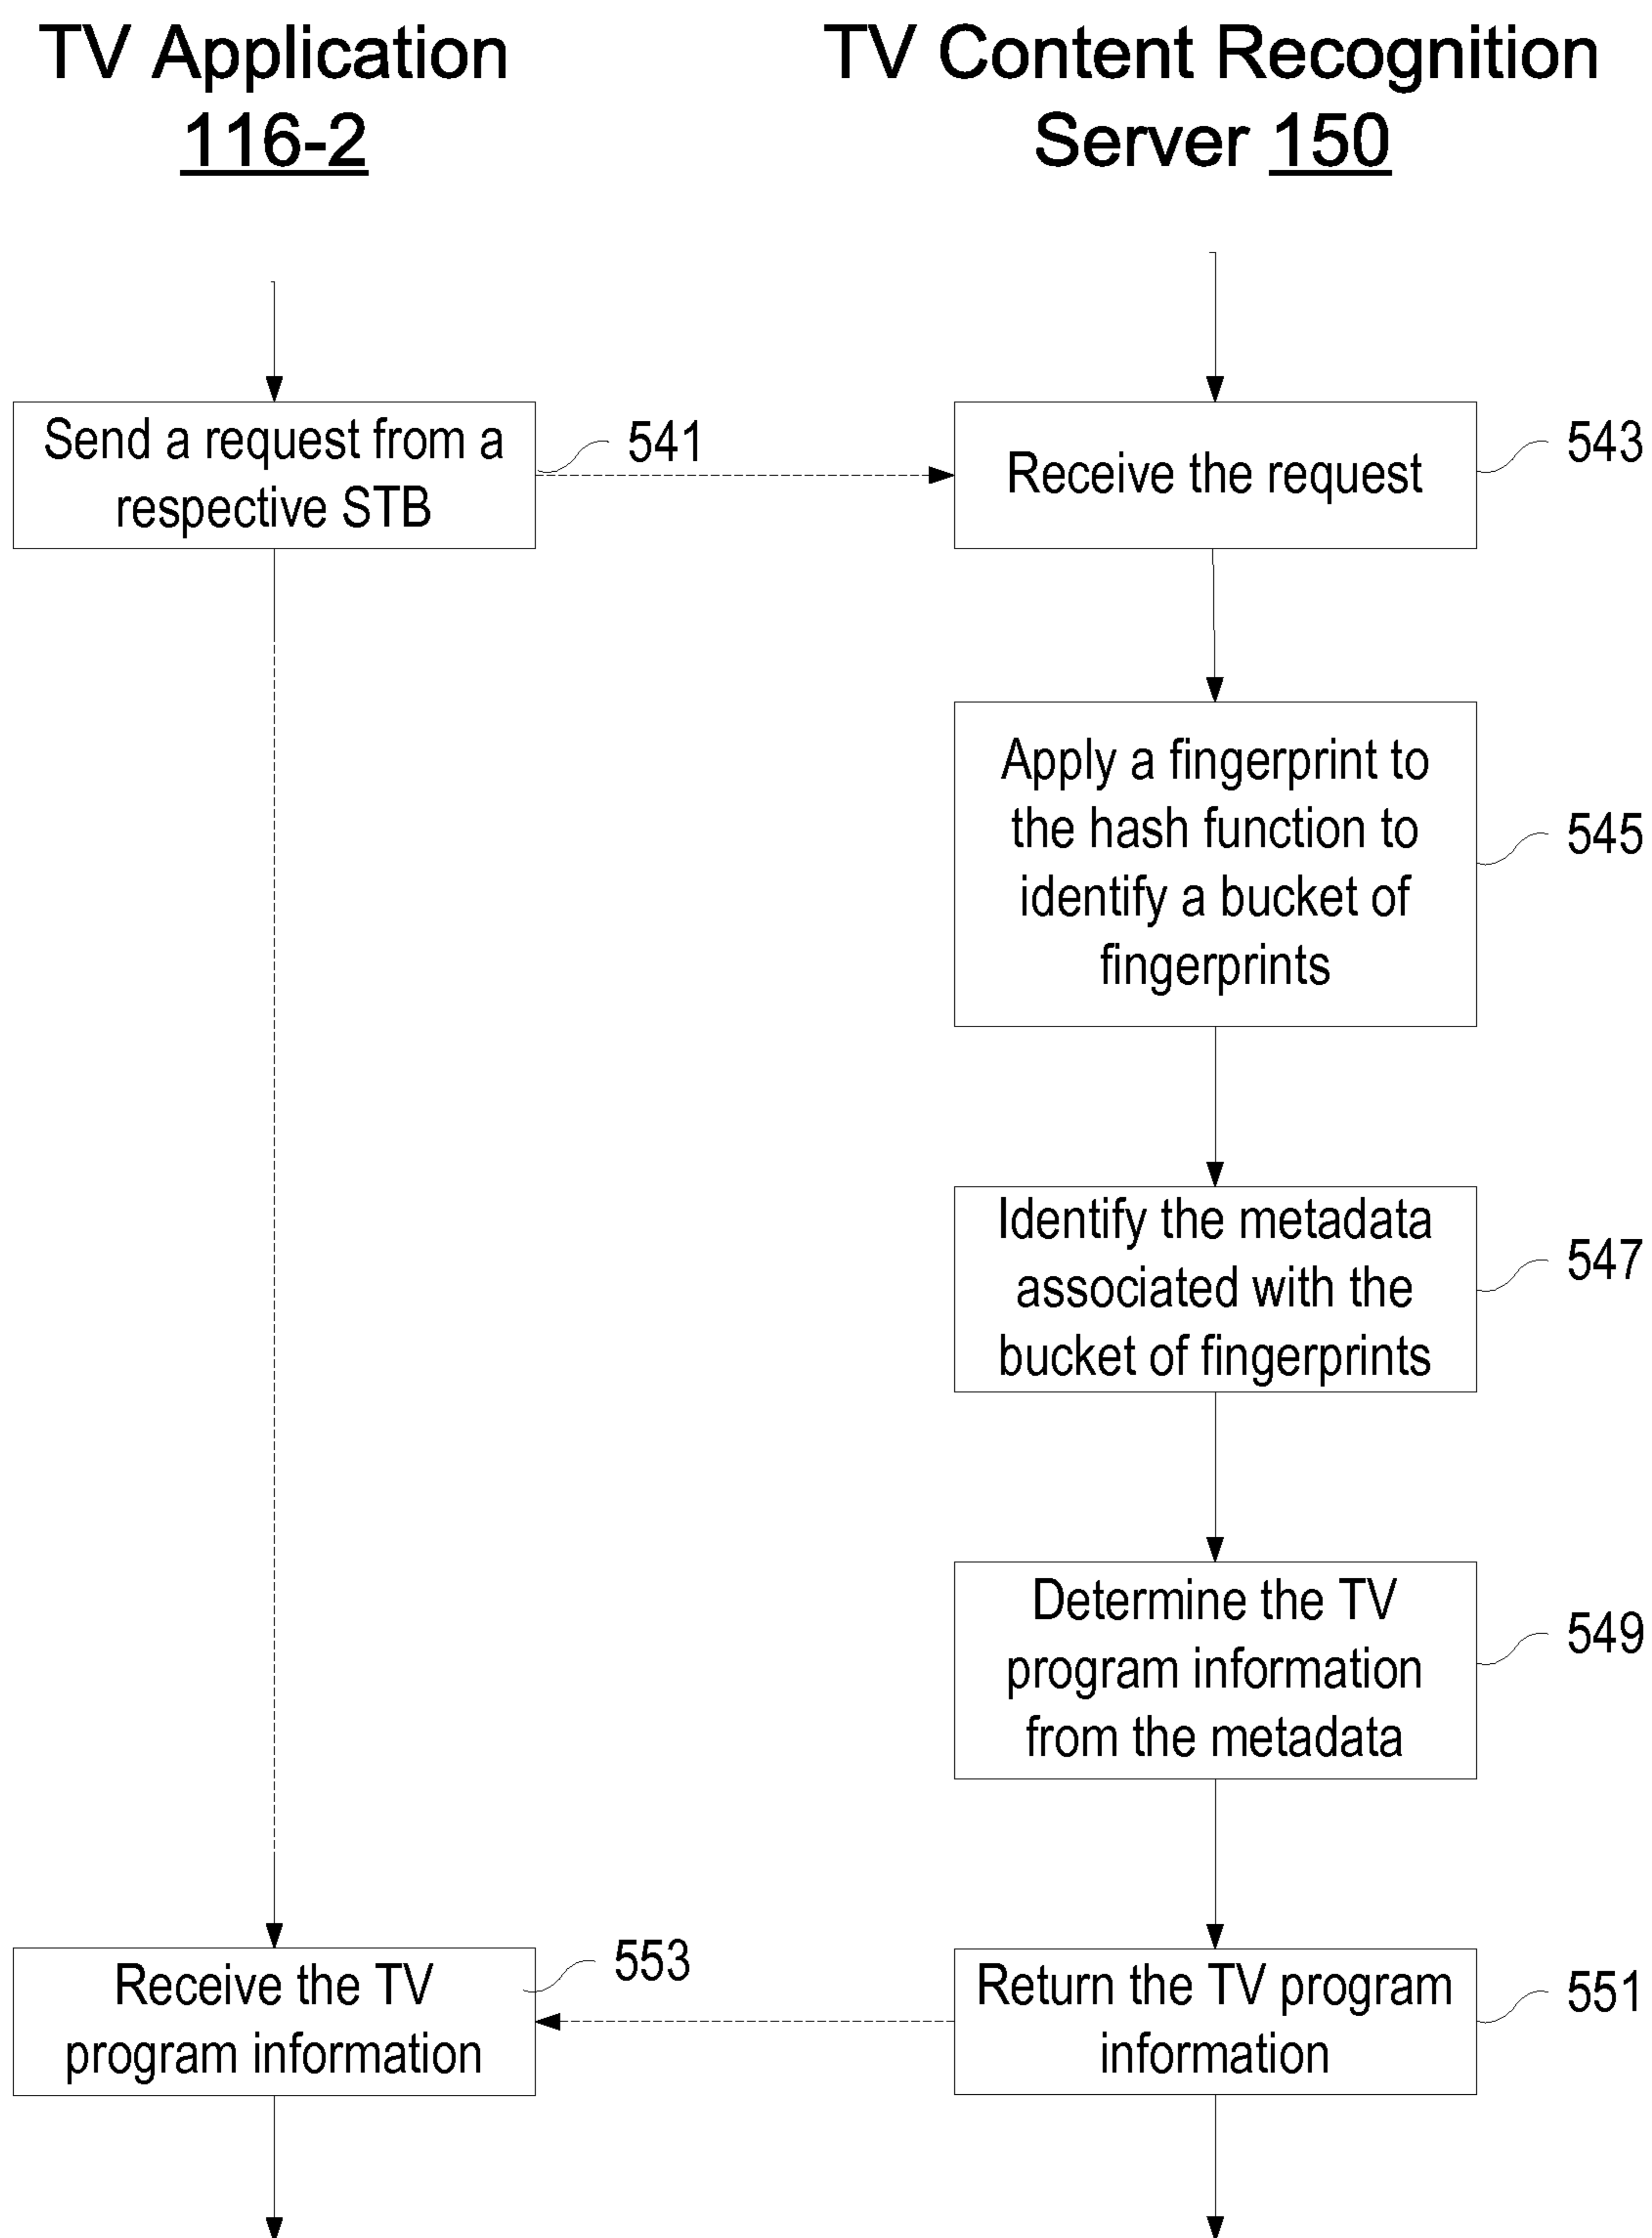 TV Application
116-2
TV Content Recognition
Server 150
Send a request from a
respective STB
541
Receive the request
543
Apply a fingerprint to
the hash function to
identify a bucket of
fingerprints
545
Identify the metadata
associated with the
bucket of fingerprints
547
Determine the TV
program information
from the metadata
549
Return the TV program
information
551
Receive the TV
program information
553